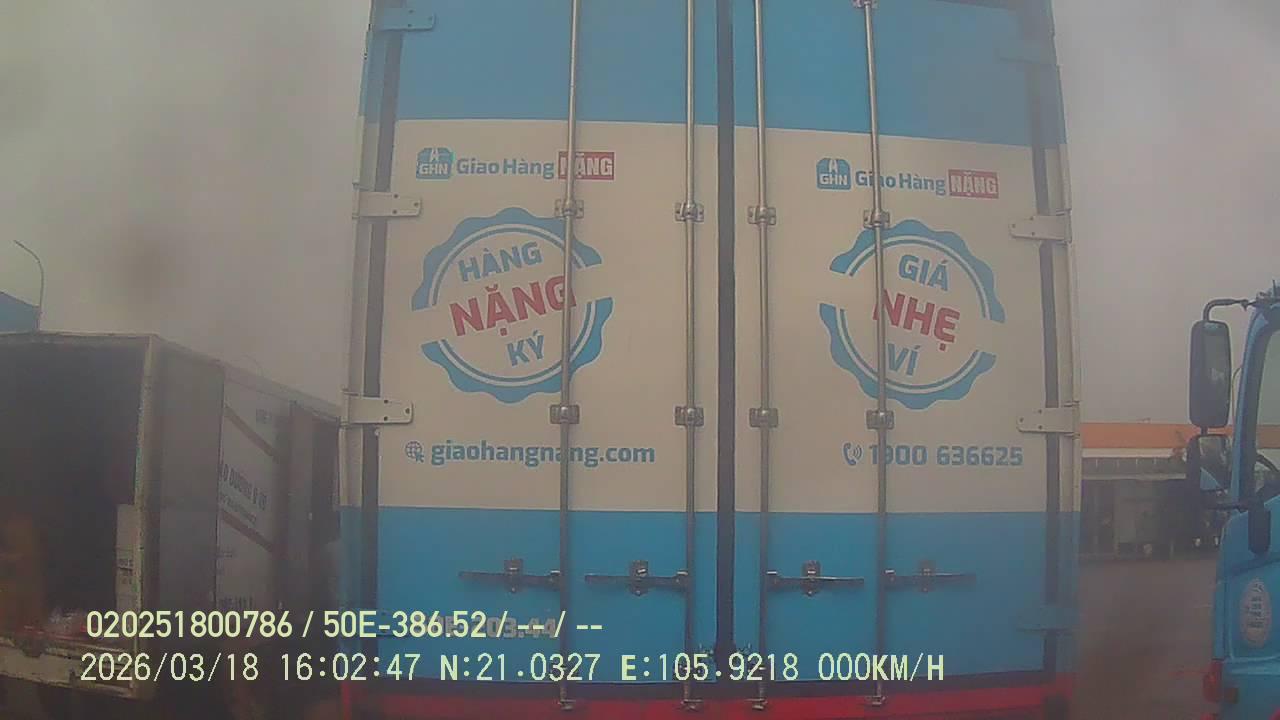 GHN Giao Hàng NẶNG
HÀNG
NẶNG
KÝ
giaohangnang.com
GHN Giao Hàng NẶNG
GIÁ
NHẸ
VÍ
1900 636625
020251800786 / 50E-386.52 / -- / --
2026/03/18 16:02:47 N:21.0327 E:105.9218 000KM/H